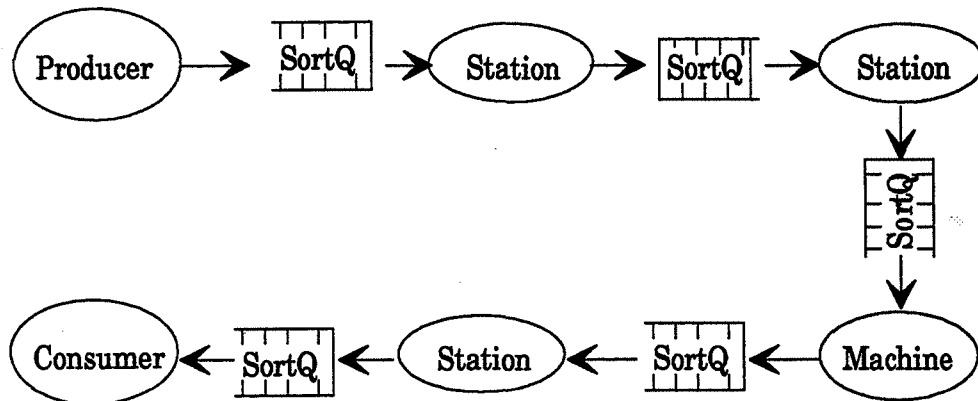 Producer
SortQ
Station
SortQ
Station
SortQ
Machine
SortQ
Station
SortQ
Consumer